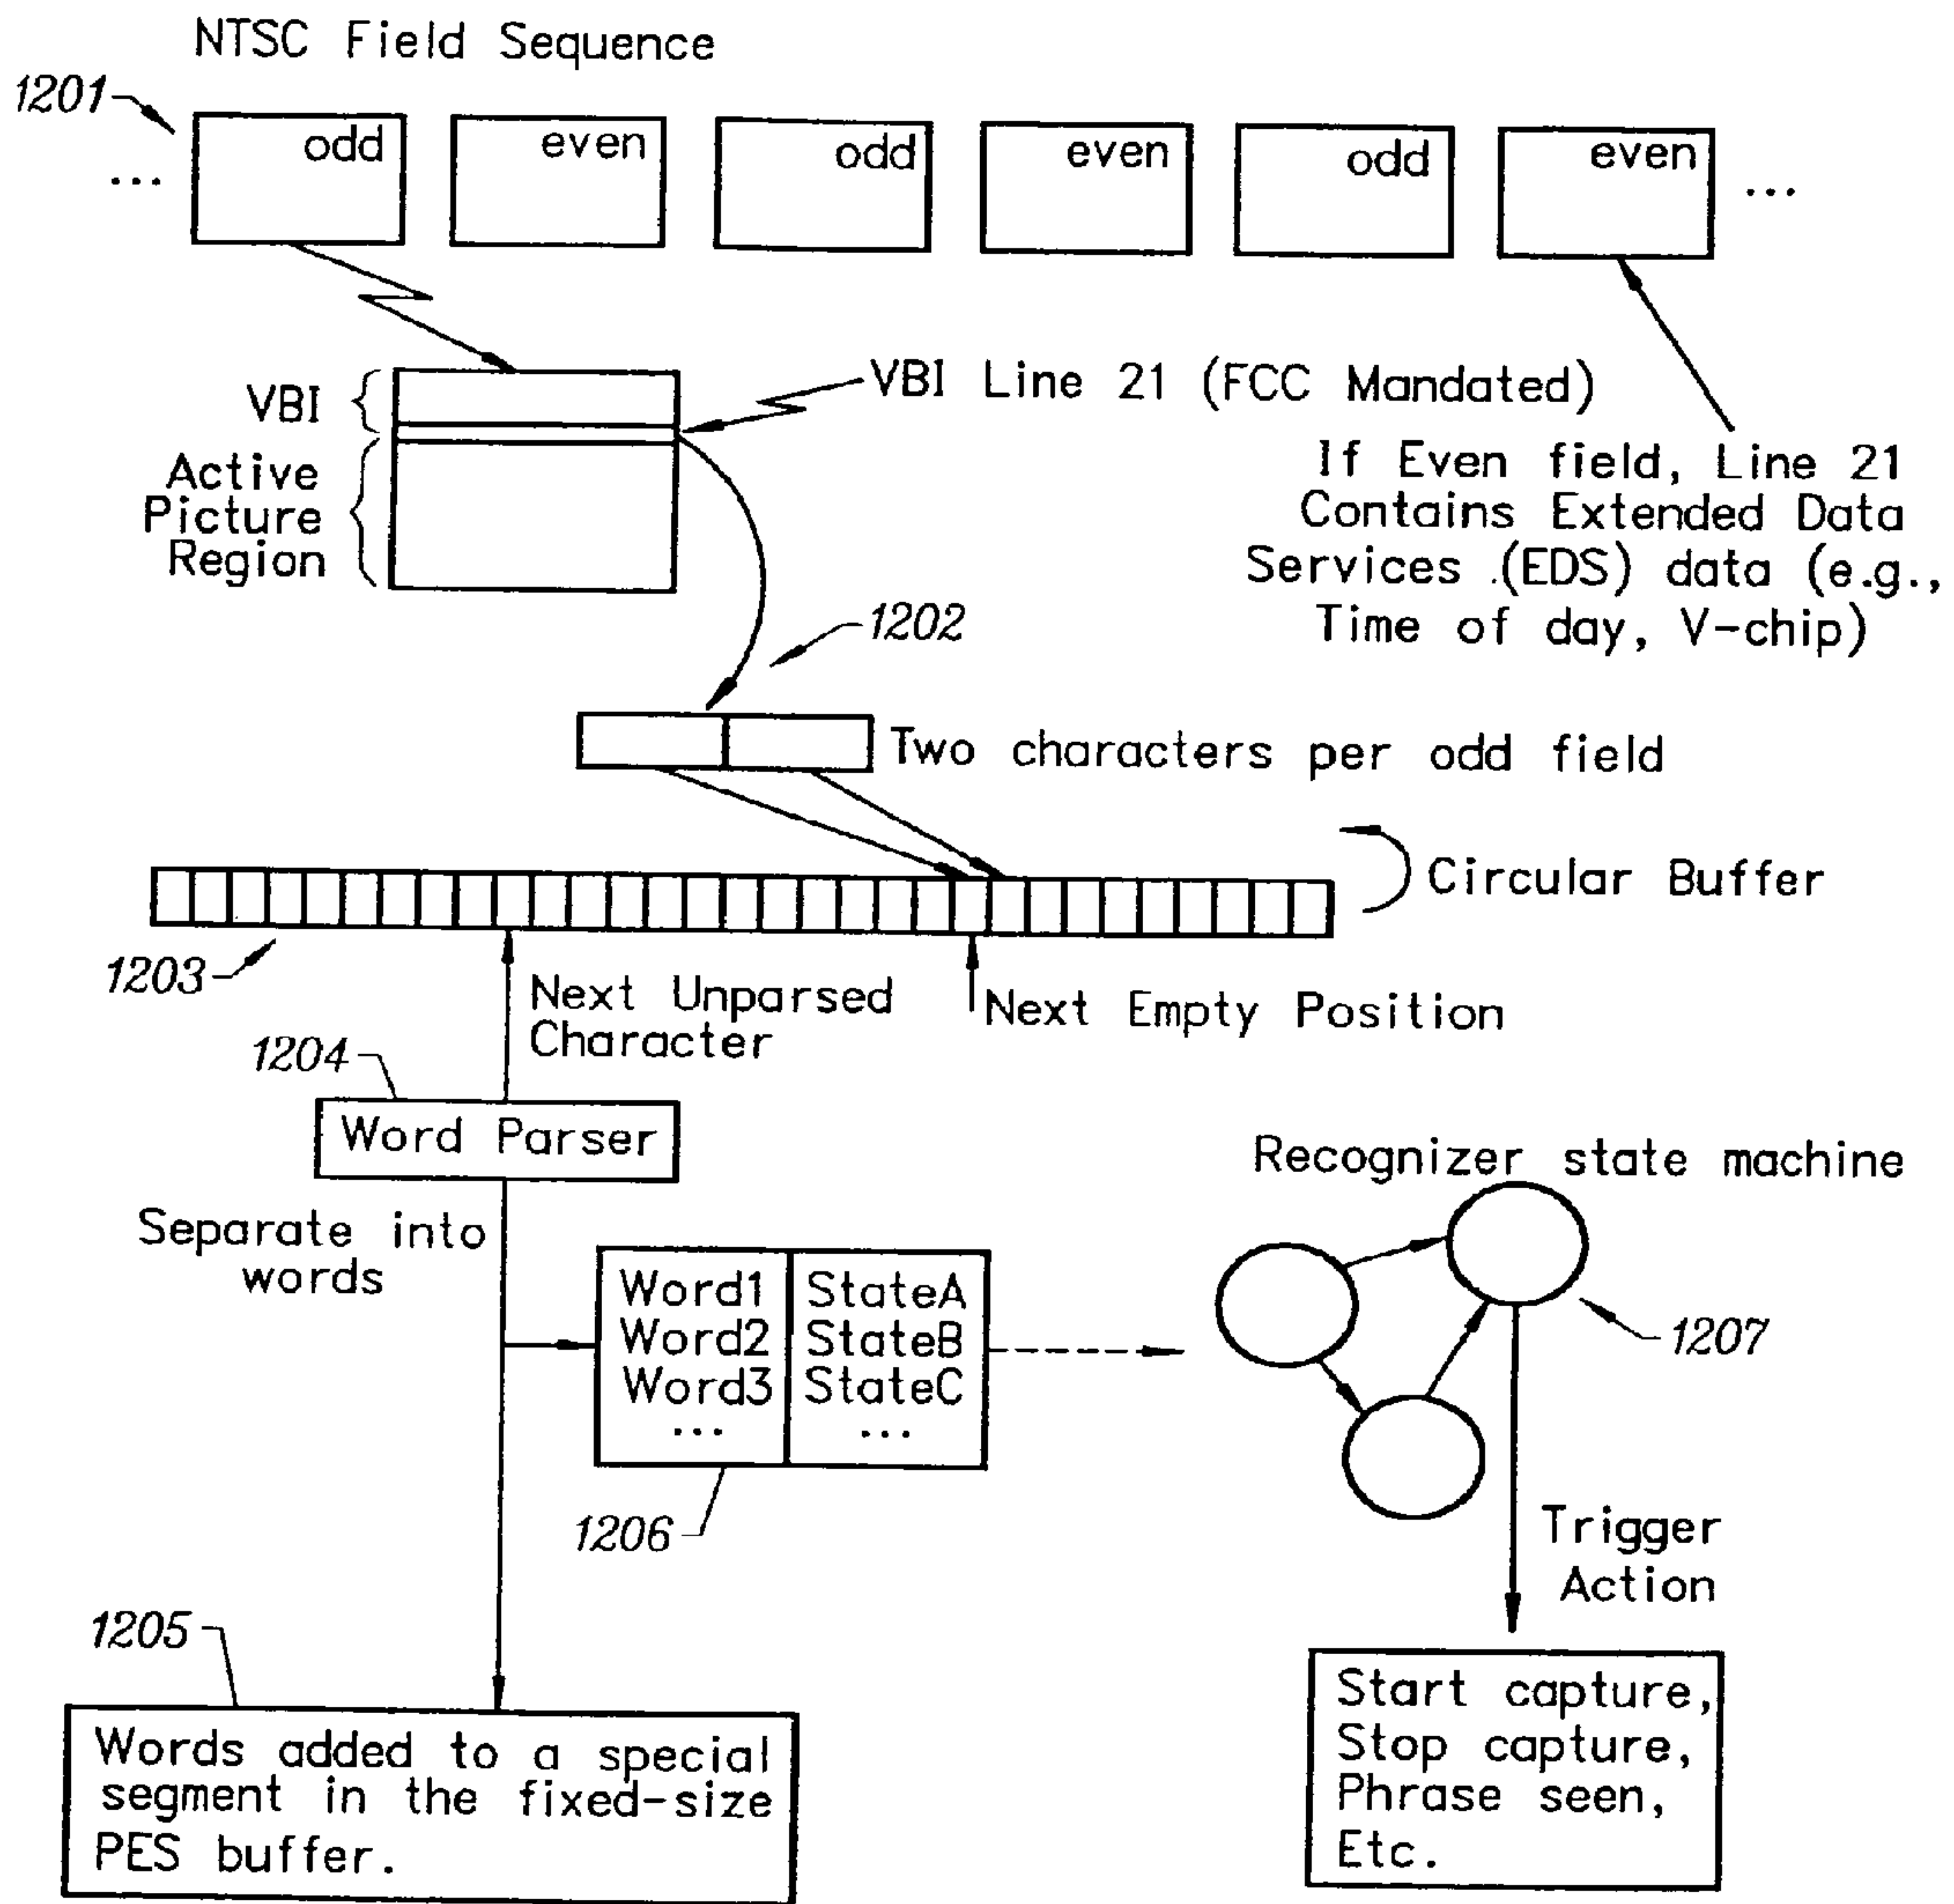 NTSC Field Sequence
1201
... odd even odd even odd even ...
VBI
VBI Line 21 (FCC Mandated)
Active
Picture
Region
If Even field, Line 21
Contains Extended Data
Services .(EDS) data (e.g.,
Time of day, V-chip)
1202
Two characters per odd field
Circular Buffer
1203
Next Unparsed
Character
Next Empty Position
1204
Word Parser
Separate into
words
Word1 StateA
Word2 StateB
Word3 StateC
... ...
1206
Recognizer state machine
1207
Trigger
Action
1205
Words added to a special
segment in the fixed-size
PES buffer.
Start capture,
Stop capture,
Phrase seen,
Etc.